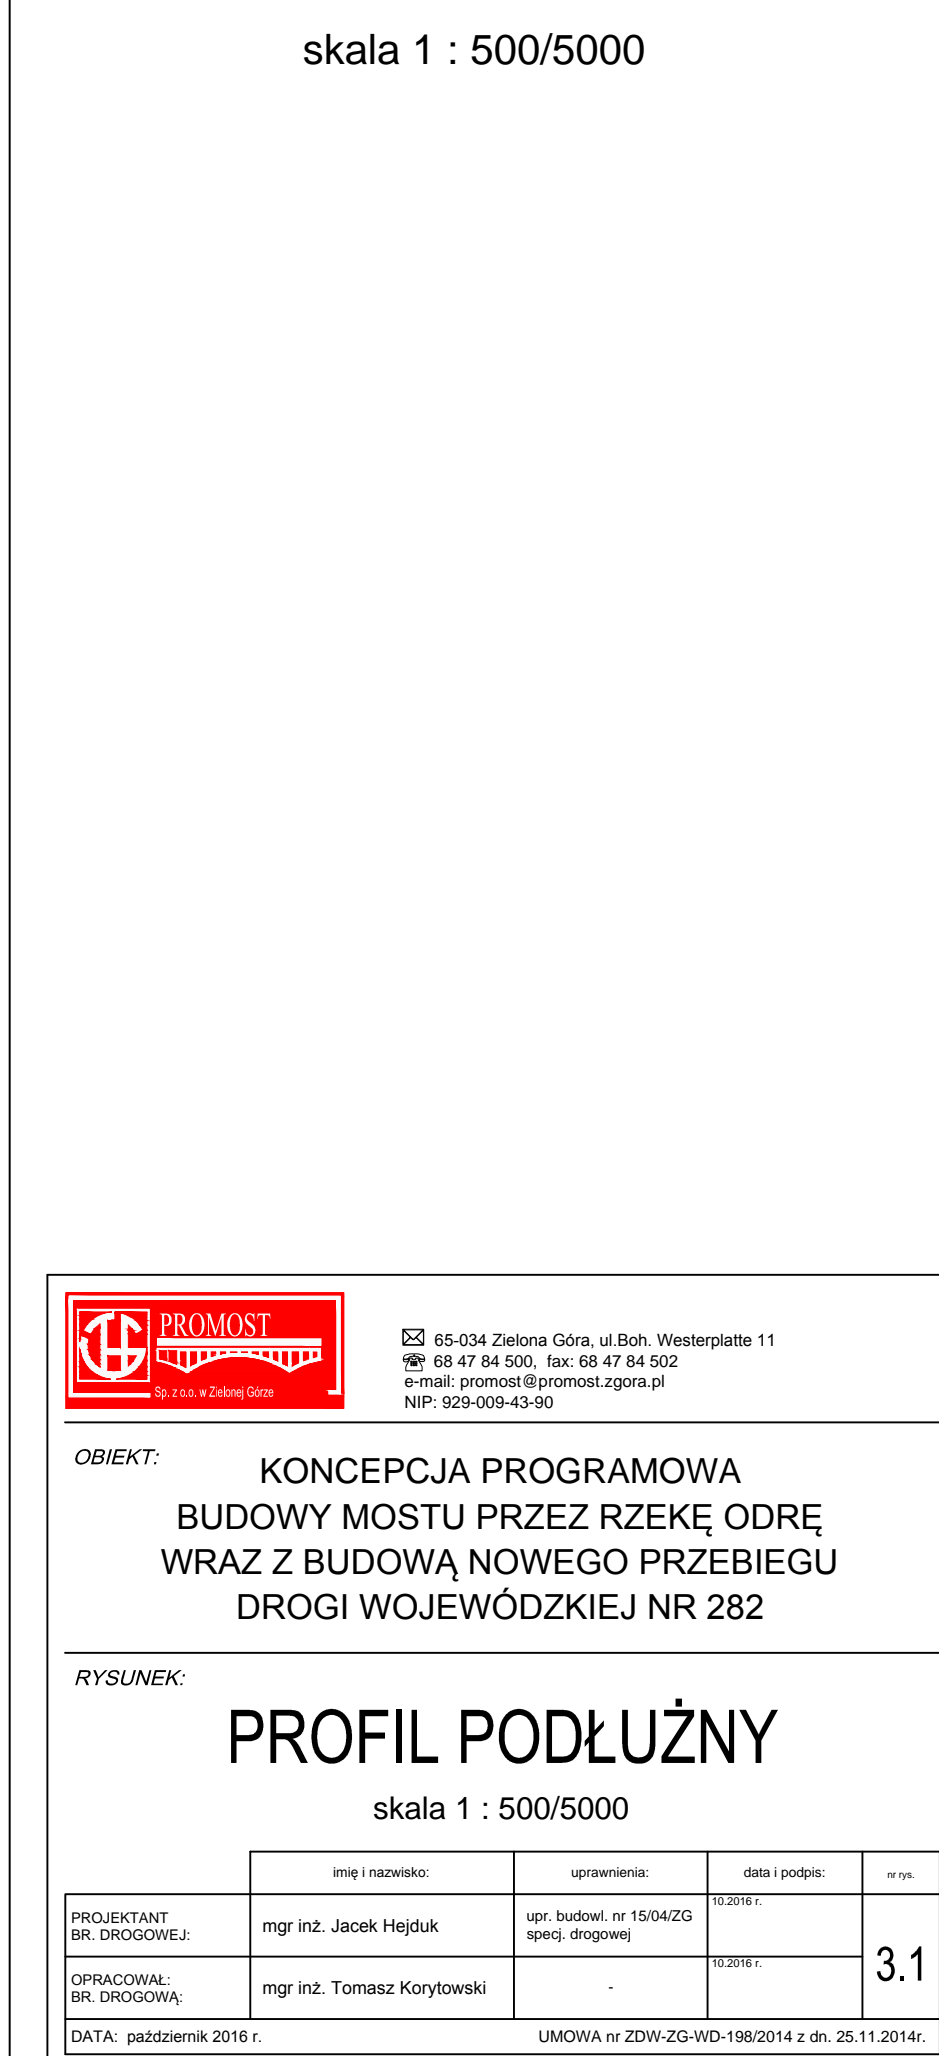 skala 1 : 500/5000
PROMOST
Sp. z o.o. w Zielonej Górze
65-034 Zielona Góra, ul.Boh. Westerplatte 11
68 47 84 500, fax: 68 47 84 502
e-mail: promost@promost.zgora.pl
NIP: 929-009-43-90
OBIEKT:
KONCEPCJA PROGRAMOWA
BUDOWY MOSTU PRZEZ RZEKĘ ODRĘ
WRAZ Z BUDOWĄ NOWEGO PRZEBIEGU
DROGI WOJEWÓDZKIEJ NR 282
RYSUNEK:
PROFIL PODŁUŻNY
skala 1 : 500/5000
imię i nazwisko: uprawnienia: data i podpis: nr rys.
PROJEKTANT
BR. DROGOWEJ:
mgr inż. Jacek Hejduk
upr. budowl. nr 15/04/ZG
specj. drogowej
10.2016 r.
3.1
OPRACOWAŁ:
BR. DROGOWĄ:
mgr inż. Tomasz Korytowski
-
10.2016 r.
DATA: październik 2016 r. UMOWA nr ZDW-ZG-WD-198/2014 z dn. 25.11.2014r.